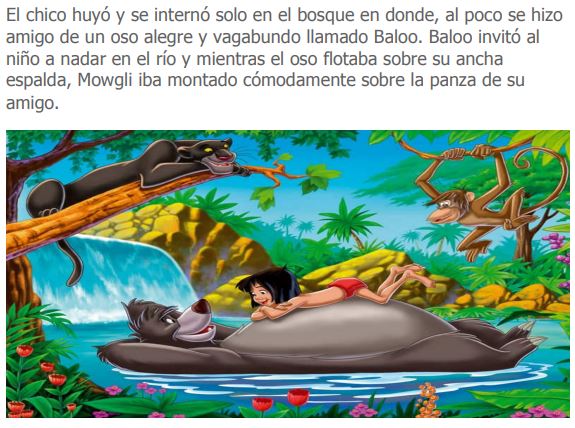 El chico huyó y se internó solo en el bosque en donde, al poco se hizo
amigo de un oso alegre y vagabundo llamado Baloo. Baloo invitó al
niño a nadar en el río y mientras el oso flotaba sobre su ancha
espalda, Mowgli iba montado cómodamente sobre la panza de su
amigo.